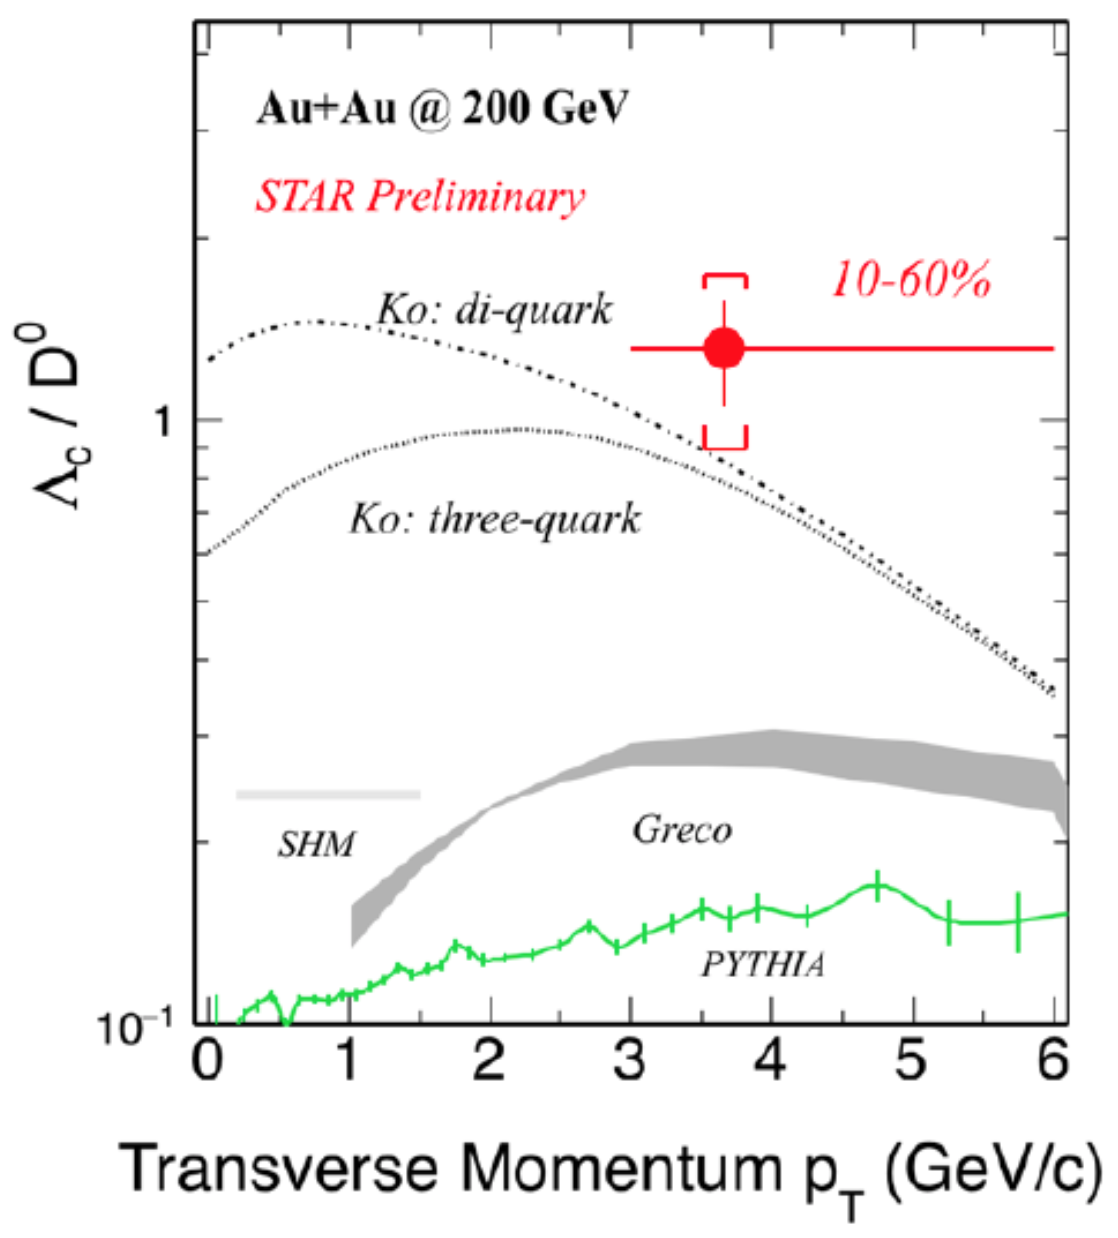 Au+Au @ 200 GeV
STAR Preliminary
10-60%
Ko: di-quark
Λc / D⁰
1
Ko: three-quark
SHM
Greco
PYTHIA
10⁻¹
0 1 2 3 4 5 6
Transverse Momentum pT (GeV/c)